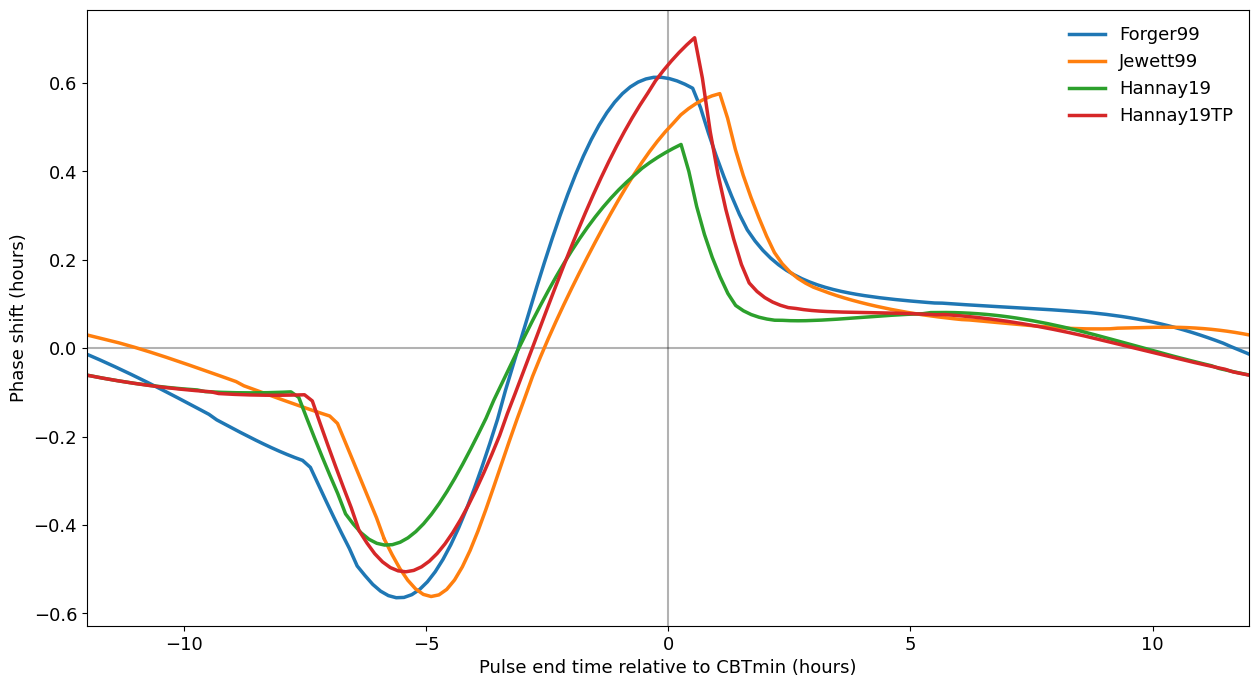 Phase shift (hours)
0.6
0.4
0.2
0.0
−0.2
−0.4
−0.6
−10
−5
0
5
10
Pulse end time relative to CBTmin (hours)
Forger99
Jewett99
Hannay19
Hannay19TP